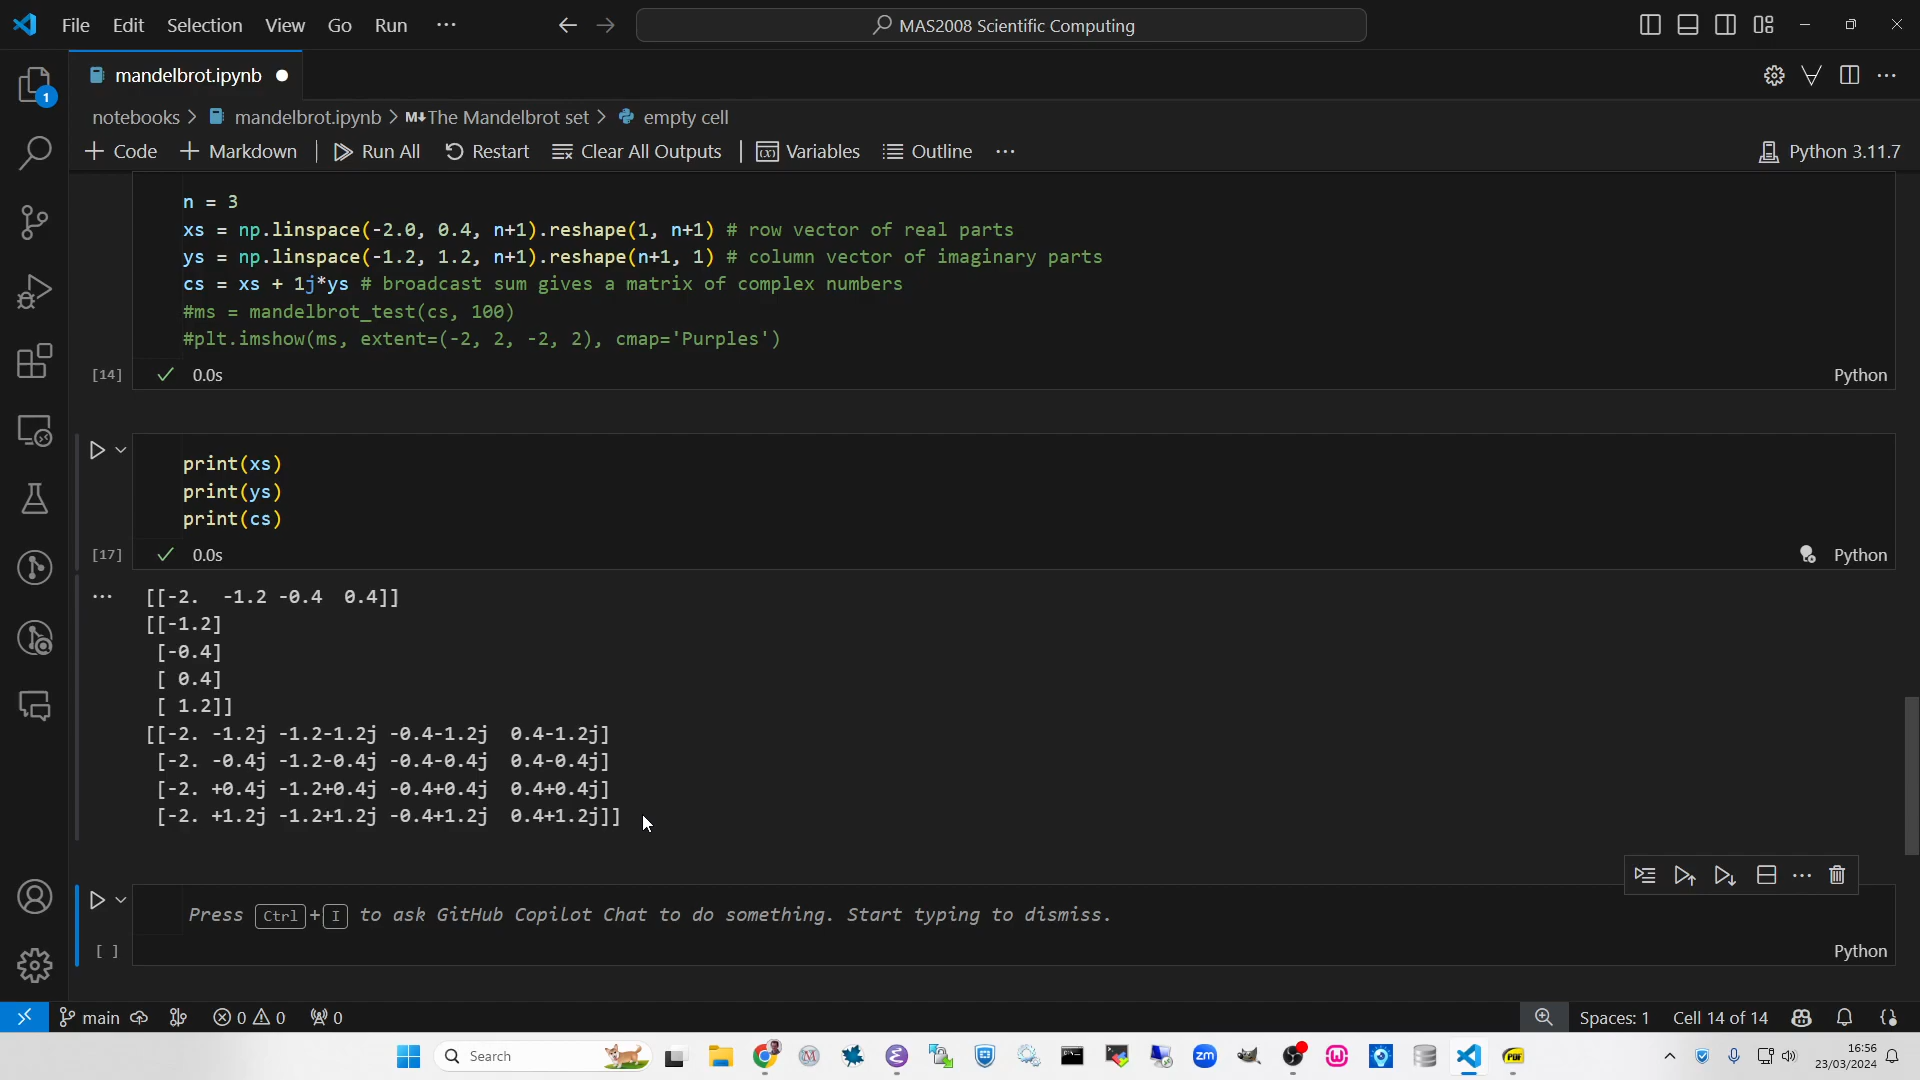 File Edit Selection View Go Run ···
MAS2008 Scientific Computing
mandelbrot.ipynb
1
notebooks > mandelbrot.ipynb > M↓The Mandelbrot set > empty cell
+ Code + Markdown Run All Restart Clear All Outputs Variables Outline ··· Python 3.11.7
n = 3
xs = np.linspace(-2.0, 0.4, n+1).reshape(1, n+1) # row vector of real parts
ys = np.linspace(-1.2, 1.2, n+1).reshape(n+1, 1) # column vector of imaginary parts
cs = xs + 1j*ys # broadcast sum gives a matrix of complex numbers
#ms = mandelbrot_test(cs, 100)
#plt.imshow(ms, extent=(-2, 2, -2, 2), cmap='Purples')
[14] 0.0s Python
print(xs)
print(ys)
print(cs)
[17] 0.0s Python
··· [[-2.  -1.2 -0.4  0.4]]
[[-1.2]
 [-0.4]
 [ 0.4]
 [ 1.2]]
[[-2. -1.2j -1.2-1.2j -0.4-1.2j  0.4-1.2j]
 [-2. -0.4j -1.2-0.4j -0.4-0.4j  0.4-0.4j]
 [-2. +0.4j -1.2+0.4j -0.4+0.4j  0.4+0.4j]
 [-2. +1.2j -1.2+1.2j -0.4+1.2j  0.4+1.2j]]
Press Ctrl+I to ask GitHub Copilot Chat to do something. Start typing to dismiss.
[ ] Python
main 0 0 0 Spaces: 1 Cell 14 of 14
Search
zm
PDF
16:56
23/03/2024